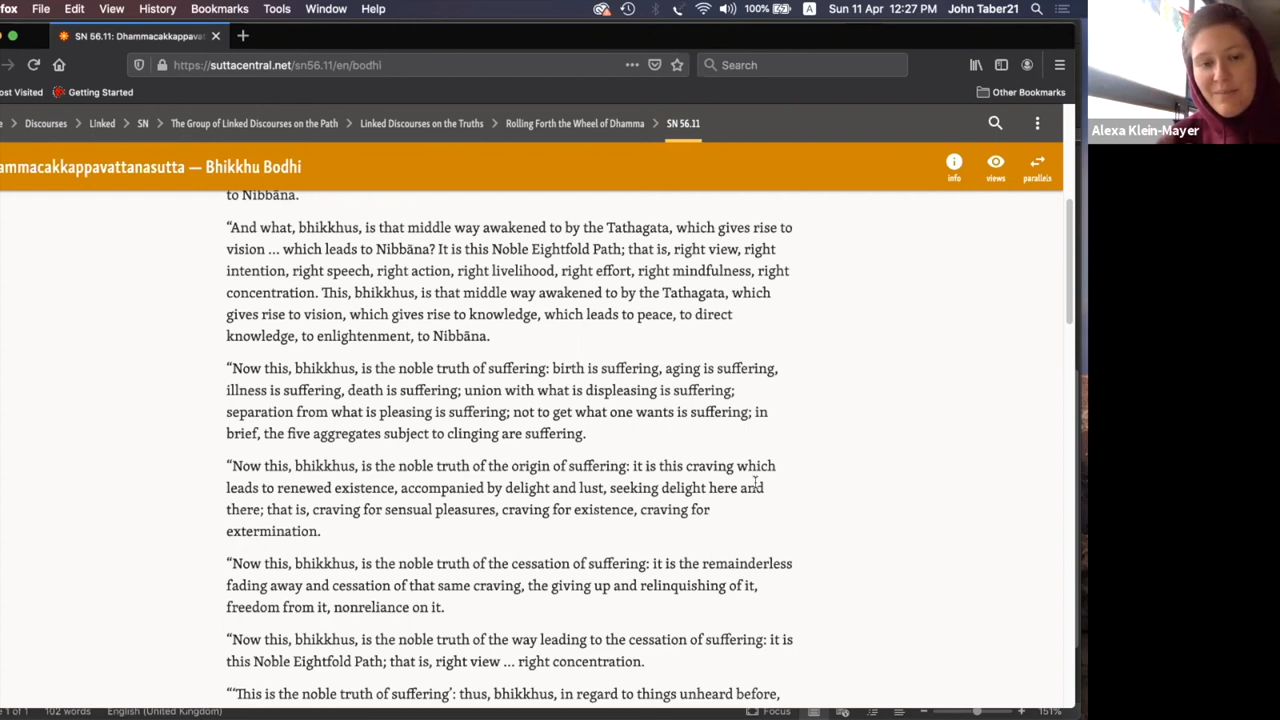 fox File Edit View History Bookmarks Tools Window Help 100% A Sun 11 Apr 12:27 PM John Taber21
SN 56.11: Dhammacakkappavat
https://suttacentral.net/sn56.11/en/bodhi Search
ost Visited Getting Started Other Bookmarks
e > Discourses > Linked > SN > The Group of Linked Discourses on the Path > Linked Discourses on the Truths > Rolling Forth the Wheel of Dhamma > SN 56.11
Alexa Klein-Mayer
ammacakkappavattanasutta — Bhikkhu Bodhi
info views parallels
to Nibbāna.
“And what, bhikkhus, is that middle way awakened to by the Tathagata, which gives rise to
vision … which leads to Nibbāna? It is this Noble Eightfold Path; that is, right view, right
intention, right speech, right action, right livelihood, right effort, right mindfulness, right
concentration. This, bhikkhus, is that middle way awakened to by the Tathagata, which
gives rise to vision, which gives rise to knowledge, which leads to peace, to direct
knowledge, to enlightenment, to Nibbāna.
“Now this, bhikkhus, is the noble truth of suffering: birth is suffering, aging is suffering,
illness is suffering, death is suffering; union with what is displeasing is suffering;
separation from what is pleasing is suffering; not to get what one wants is suffering; in
brief, the five aggregates subject to clinging are suffering.
“Now this, bhikkhus, is the noble truth of the origin of suffering: it is this craving which
leads to renewed existence, accompanied by delight and lust, seeking delight here and
there; that is, craving for sensual pleasures, craving for existence, craving for
extermination.
“Now this, bhikkhus, is the noble truth of the cessation of suffering: it is the remainderless
fading away and cessation of that same craving, the giving up and relinquishing of it,
freedom from it, nonreliance on it.
“Now this, bhikkhus, is the noble truth of the way leading to the cessation of suffering: it is
this Noble Eightfold Path; that is, right view … right concentration.
“‘This is the noble truth of suffering’: thus, bhikkhus, in regard to things unheard before,
e 1 of 1 102 words English (United Kingdom) Focus 151%